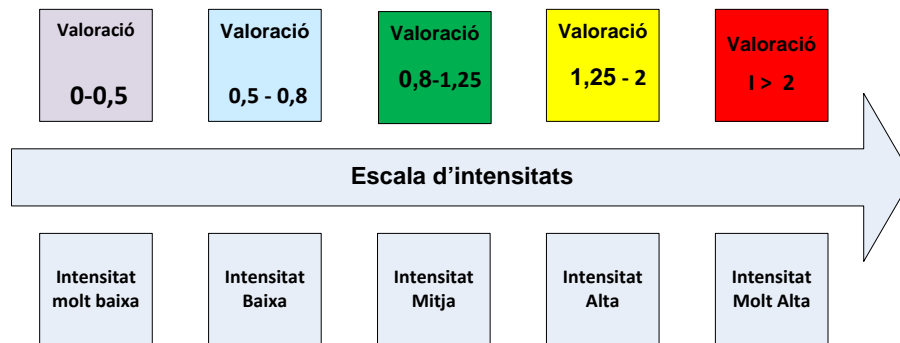 Valoració
0-0,5
Valoració
0,5 - 0,8
Valoració
0,8-1,25
Valoració
1,25 - 2
Valoració
I > 2
Escala d’intensitats
Intensitat
molt baixa
Intensitat
Baixa
Intensitat
Mitja
Intensitat
Alta
Intensitat
Molt Alta